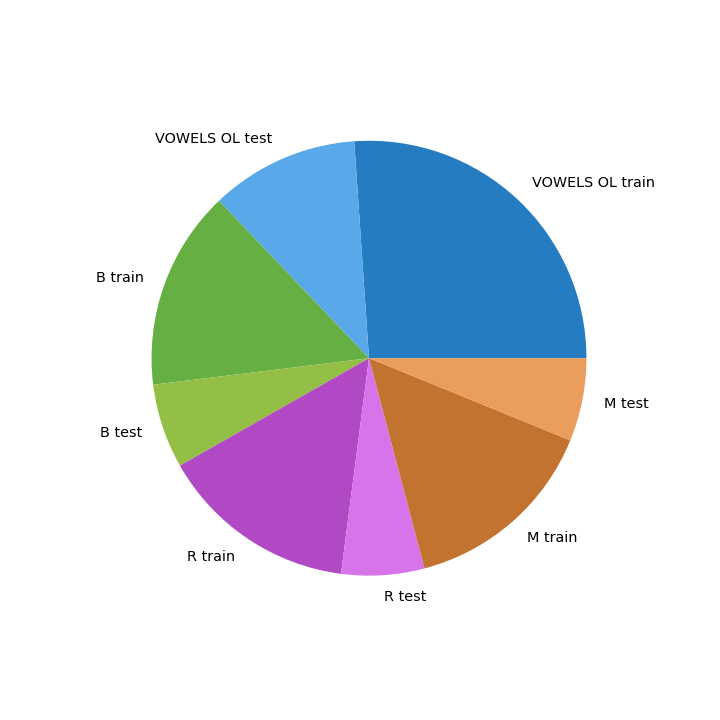 VOWELS OL test
VOWELS OL train
B train
M test
B test
M train
R train
R test